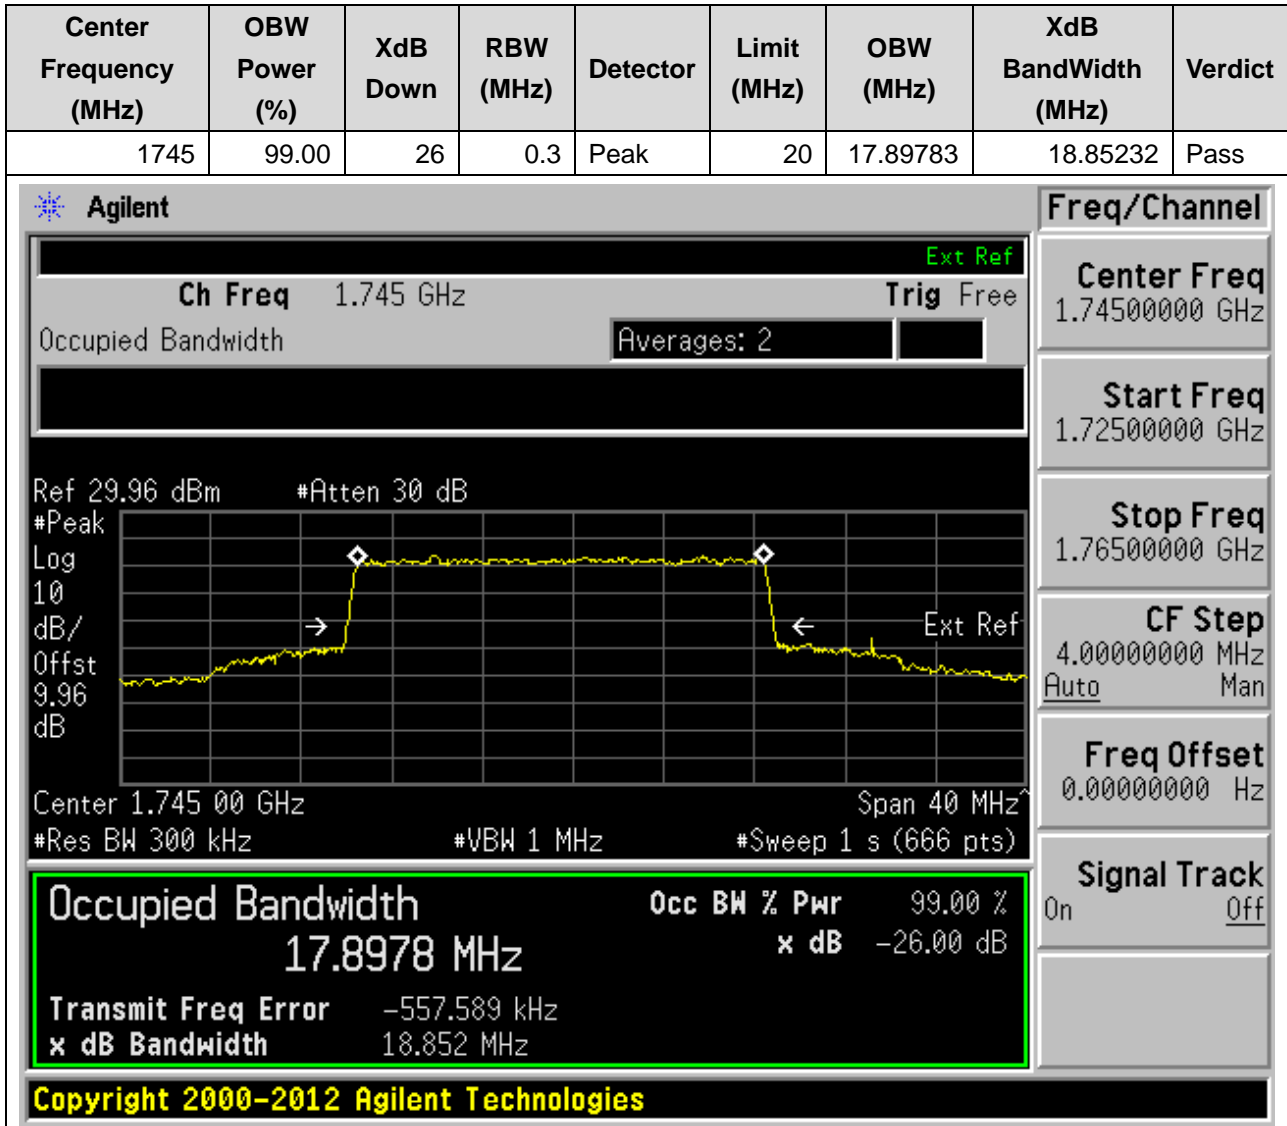 Center Frequency (MHz) OBW Power (%) XdB Down RBW (MHz) Detector Limit (MHz) OBW (MHz) XdB BandWidth (MHz) Verdict
1745 99.00 26 0.3 Peak 20 17.89783 18.85232 Pass
Agilent
Freq/Channel
Ext Ref
Ch Freq 1.745 GHz Trig Free
Occupied Bandwidth Averages: 2
Ref 29.96 dBm #Atten 30 dB
#Peak
Log
10
dB/
Offst
9.96
dB
Ext Ref
Center 1.745 00 GHz Span 40 MHz^
#Res BW 300 kHz #VBW 1 MHz #Sweep 1 s (666 pts)
Occupied Bandwidth Occ BW % Pwr 99.00 %
17.8978 MHz x dB -26.00 dB
Transmit Freq Error -557.589 kHz
x dB Bandwidth 18.852 MHz
Center Freq
1.74500000 GHz
Start Freq
1.72500000 GHz
Stop Freq
1.76500000 GHz
CF Step
4.00000000 MHz
Auto Man
Freq Offset
0.00000000 Hz
Signal Track
On Off
Copyright 2000-2012 Agilent Technologies